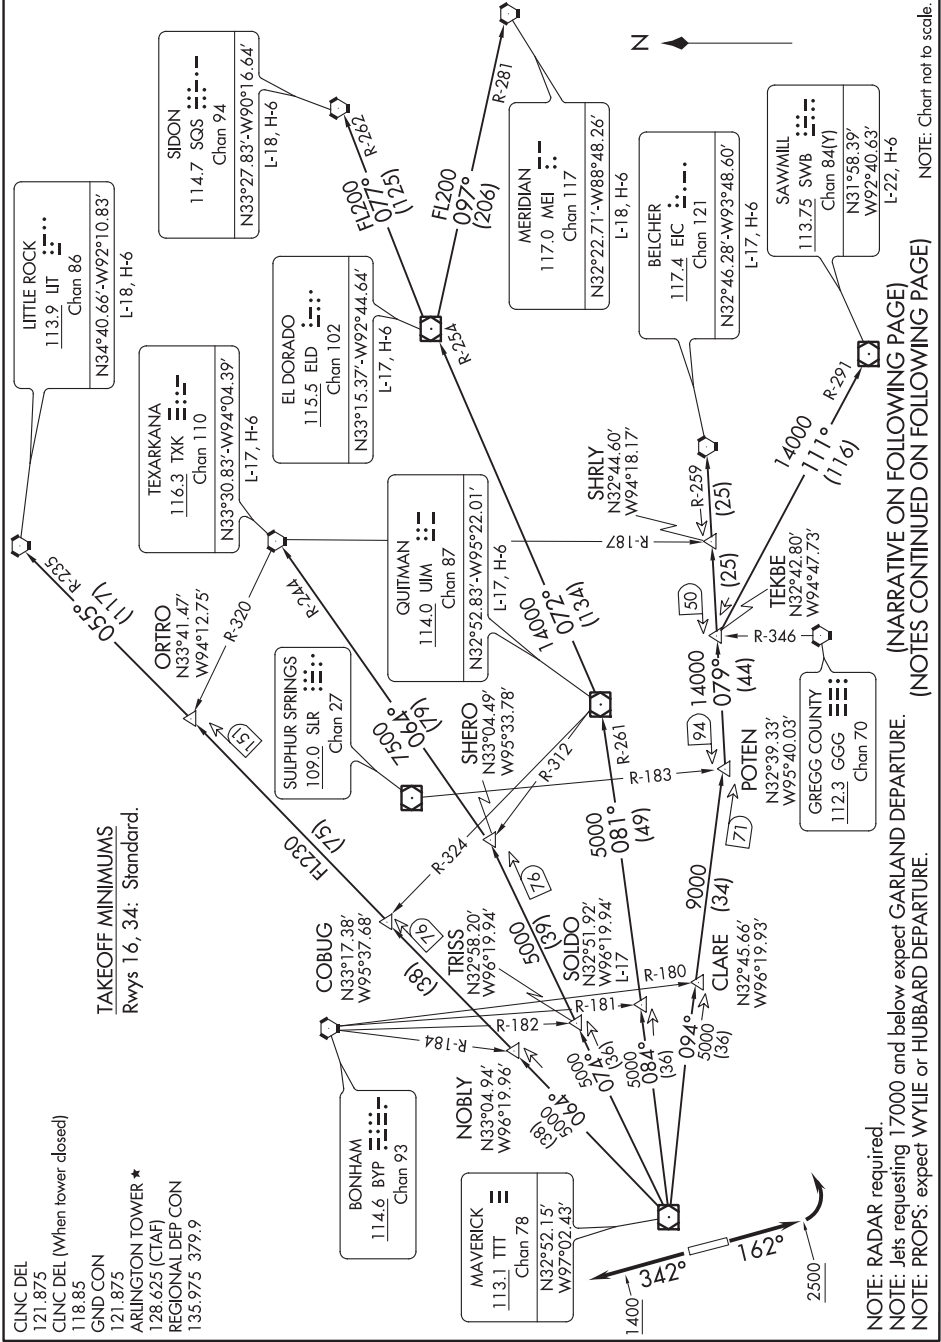 CLNC DEL
121.875
CLNC DEL (When tower closed)
118.85
GND CON
121.875
ARLINGTON TOWER ★
128.625 (CTAF)
REGIONAL DEP CON
135.975 379.9
TAKEOFF MINIMUMS
Rwys 16, 34: Standard.
LITTLE ROCK
113.9 LIT
Chan 86
N34°40.66'-W92°10.83'
L-18, H-6
SIDON
114.7 SQS
Chan 94
N33°27.83'-W90°16.64'
L-18, H-6
TEXARKANA
116.3 TXK
Chan 110
N33°30.83'-W94°04.39'
L-17, H-6
EL DORADO
115.5 ELD
Chan 102
N33°15.37'-W92°44.64'
L-17, H-6
MERIDIAN
117.0 MEI
Chan 117
N32°22.71'-W88°48.26'
L-18, H-6
BELCHER
117.4 EIC
Chan 121
N32°46.28'-W93°48.60'
L-17, H-6
SAWMILL
113.75 SWB
Chan 84(Y)
N31°58.39'
W92°40.63'
L-22, H-6
QUITMAN
114.0 UIM
Chan 87
N32°52.83'-W95°22.01'
L-17, H-6
SULPHUR SPRINGS
109.0 SLR
Chan 27
GREGG COUNTY
112.3 GGG
Chan 70
BONHAM
114.6 BYP
Chan 93
MAVERICK
113.1 TTT
Chan 78
N32°52.15'
W97°02.43'
ORTRO
N33°41.47'
W94°12.75'
COBUG
N33°17.38'
W95°37.68'
NOBLY
N33°04.94'
W96°19.96'
TRISS
N32°58.20'
W96°19.94'
SHERO
N33°04.49'
W95°33.78'
SOLDO
N32°51.92'
W96°19.94'
L-17
CLARE
N32°45.66'
W96°19.93'
POTEN
N32°39.33'
W95°40.03'
TEKBE
N32°42.80'
W94°47.73'
SHRLY
N32°44.60'
W94°18.17'
R-235
055°
(117)
R-320
151
FL230
(75)
R-324
76
(38)
R-184
5000
064°
(38)
R-244
7500
064°
(79)
R-312
76
5000
(39)
R-182
5000
074°
(36)
FL200
077°
(125)
R-262
FL200
097°
(206)
R-281
R-254
14000
072°
(134)
R-261
5000
081°
(49)
R-181
5000
084°
(36)
R-180
094°
5000
(36)
9000
(34)
71
R-183
94
14000
079°
(44)
R-346
50
(25)
R-187
R-259
(25)
14000
111°
(116)
R-291
N
342°
162°
1400
2500
NOTE: RADAR required.
NOTE: Jets requesting 17000 and below expect GARLAND DEPARTURE.
NOTE: PROPS: expect WYLIE or HUBBARD DEPARTURE.
(NARRATIVE ON FOLLOWING PAGE)
(NOTES CONTINUED ON FOLLOWING PAGE)
NOTE: Chart not to scale.